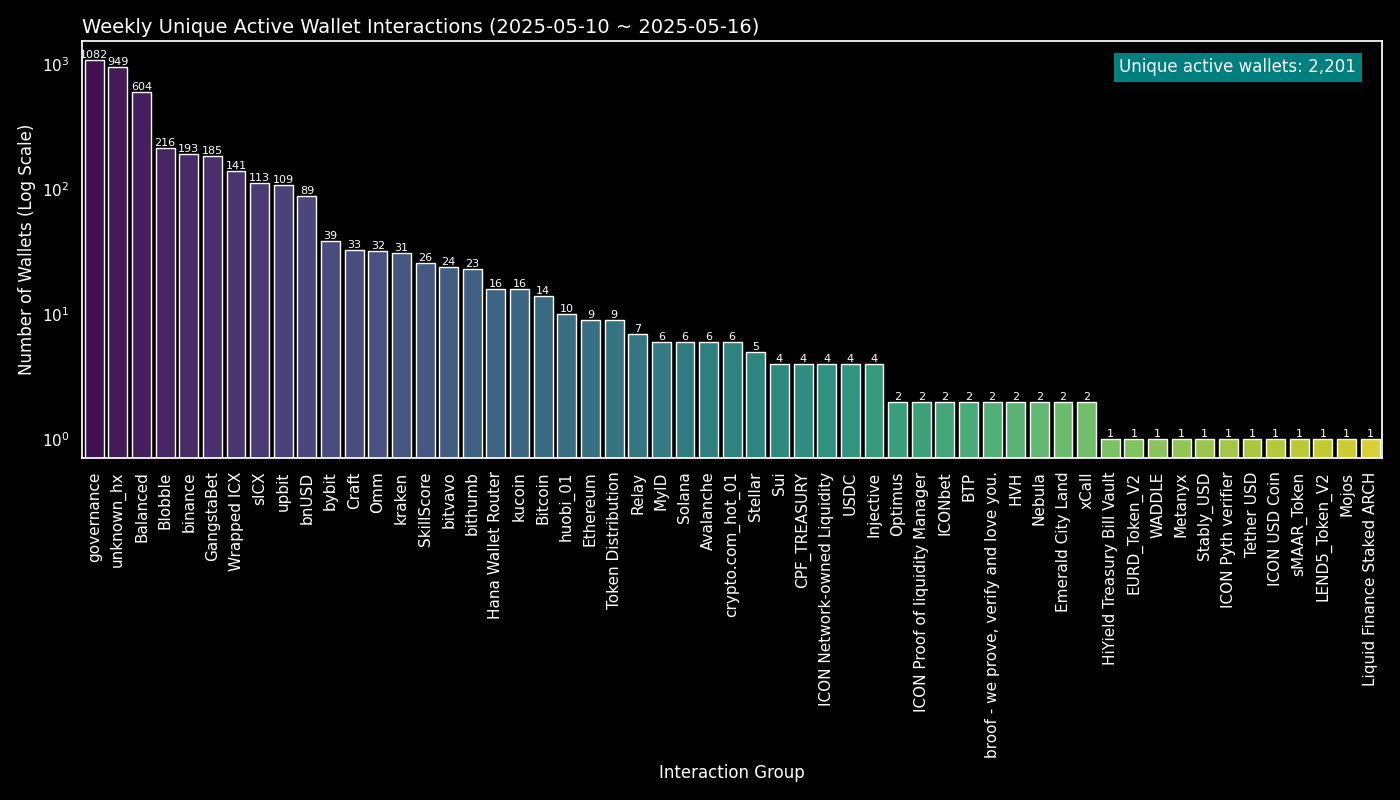 Weekly Unique Active Wallet Interactions (2025-05-10 ~ 2025-05-16)
Unique active wallets: 2,201
Number of Wallets (Log Scale)
10³
10²
10¹
10⁰
1082
949
604
216
193
185
141
113
109
89
39
33
32
31
26
24
23
16
16
14
10
9
9
7
6
6
6
6
5
4
4
4
4
4
2
2
2
2
2
2
2
2
2
1
1
1
1
1
1
1
1
1
1
1
1
governance
unknown_hx
Balanced
Blobble
binance
GangstaBet
Wrapped ICX
sICX
upbit
bnUSD
bybit
Craft
Omm
kraken
SkillScore
bitvavo
bithumb
Hana Wallet Router
kucoin
Bitcoin
huobi_01
Ethereum
Token Distribution
Relay
MyID
Solana
Avalanche
crypto.com_hot_01
Stellar
Sui
CPF_TREASURY
ICON Network-owned Liquidity
USDC
Injective
Optimus
ICON Proof of liquidity Manager
ICONbet
BTP
broof - we prove, verify and love you.
HVH
Nebula
Emerald City Land
xCall
HiYield Treasury Bill Vault
EURD_Token_V2
WADDLE
Metanyx
Stably_USD
ICON Pyth verifier
Tether USD
ICON USD Coin
sMAAR_Token
LEND5_Token_V2
Mojos
Liquid Finance Staked ARCH
Interaction Group